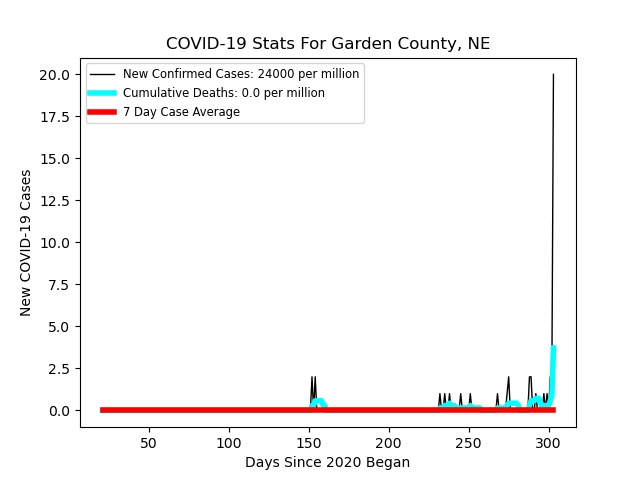 COVID-19 Stats For Garden County, NE
New Confirmed Cases: 24000 per million
Cumulative Deaths: 0.0 per million
7 Day Case Average
New COVID-19 Cases
20.0
17.5
15.0
12.5
10.0
7.5
5.0
2.5
0.0
50 100 150 200 250 300
Days Since 2020 Began